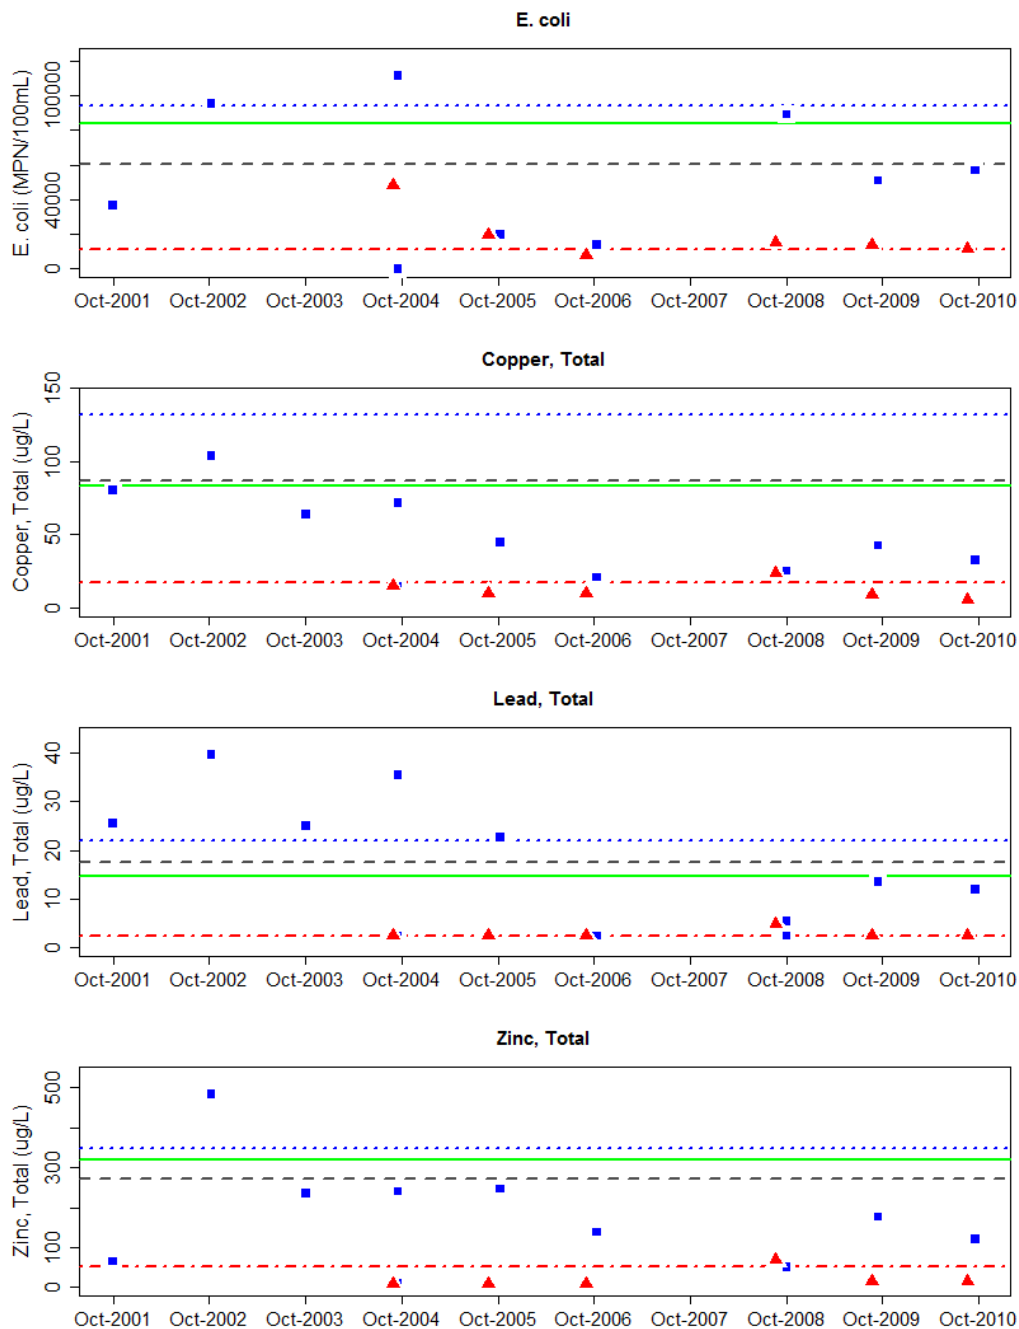 E. coli
E. coli (MPN/100mL)
100000
40000
0
Oct-2001 Oct-2002 Oct-2003 Oct-2004 Oct-2005 Oct-2006 Oct-2007 Oct-2008 Oct-2009 Oct-2010
Copper, Total
Copper, Total (ug/L)
150
100
50
0
Oct-2001 Oct-2002 Oct-2003 Oct-2004 Oct-2005 Oct-2006 Oct-2007 Oct-2008 Oct-2009 Oct-2010
Lead, Total
Lead, Total (ug/L)
40
30
20
10
0
Oct-2001 Oct-2002 Oct-2003 Oct-2004 Oct-2005 Oct-2006 Oct-2007 Oct-2008 Oct-2009 Oct-2010
Zinc, Total
Zinc, Total (ug/L)
500
300
100
0
Oct-2001 Oct-2002 Oct-2003 Oct-2004 Oct-2005 Oct-2006 Oct-2007 Oct-2008 Oct-2009 Oct-2010